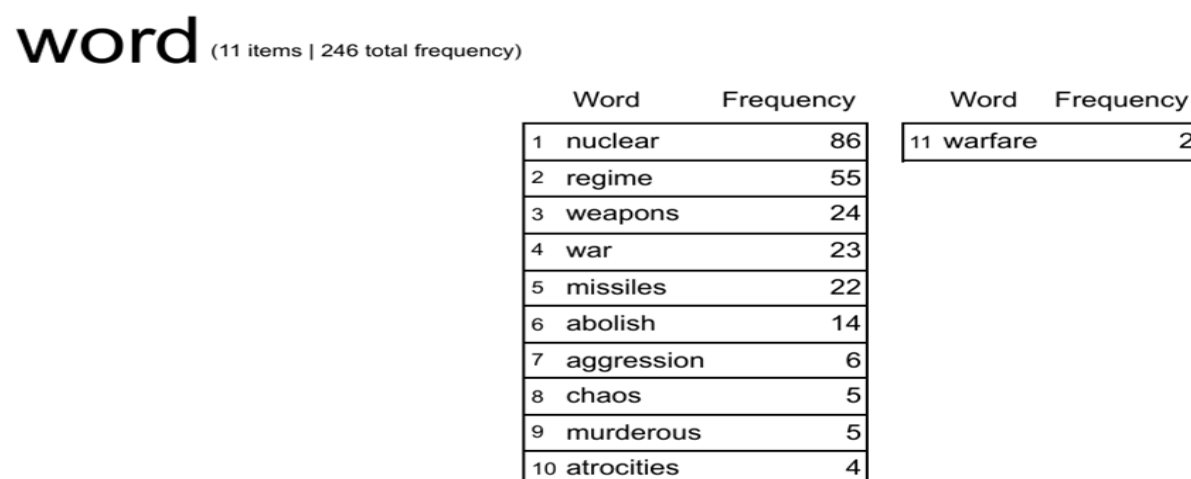 word (11 items | 246 total frequency)
Word Frequency Word Frequency
1 nuclear 86 11 warfare 2
2 regime 55
3 weapons 24
4 war 23
5 missiles 22
6 abolish 14
7 aggression 6
8 chaos 5
9 murderous 5
10 atrocities 4